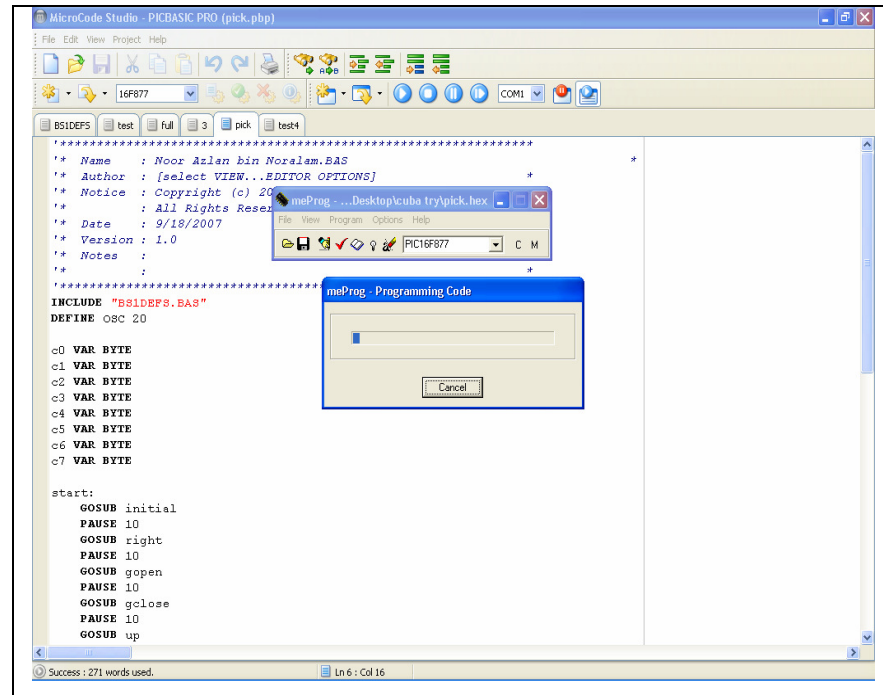 MicroCode Studio - PICBASIC PRO (pick.pbp)
File Edit View Project Help
16F877 COM1
BS1DEFS test full 3 pick test4
'*****************************************************************
'* Name : Noor Azlan bin Noralam.BAS *
'* Author : [select VIEW...EDITOR OPTIONS] *
'* Notice : Copyright (c) 20
'* : All Rights Reser
'* Date : 9/18/2007
'* Version : 1.0
'* Notes :
'* : *
'*************************************
INCLUDE "BS1DEFS.BAS"
DEFINE OSC 20
c0 VAR BYTE
c1 VAR BYTE
c2 VAR BYTE
c3 VAR BYTE
c4 VAR BYTE
c5 VAR BYTE
c6 VAR BYTE
c7 VAR BYTE
start:
GOSUB initial
PAUSE 10
GOSUB right
PAUSE 10
GOSUB gopen
PAUSE 10
GOSUB gclose
PAUSE 10
GOSUB up
meProg - ...Desktop\cuba try\pick.hex
File View Program Options Help
PIC16F877 C M
meProg - Programming Code
Cancel
Success : 271 words used. Ln 6 : Col 16